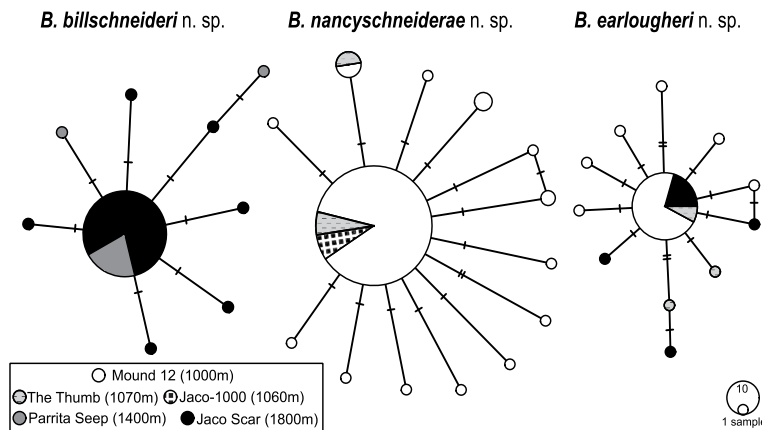 B. billschneideri n. sp.
B. nancyschneiderae n. sp.
B. earlougheri n. sp.
Mound 12 (1000m)
The Thumb (1070m) Jaco-1000 (1060m)
Parrita Seep (1400m) Jaco Scar (1800m)
10
1 sample